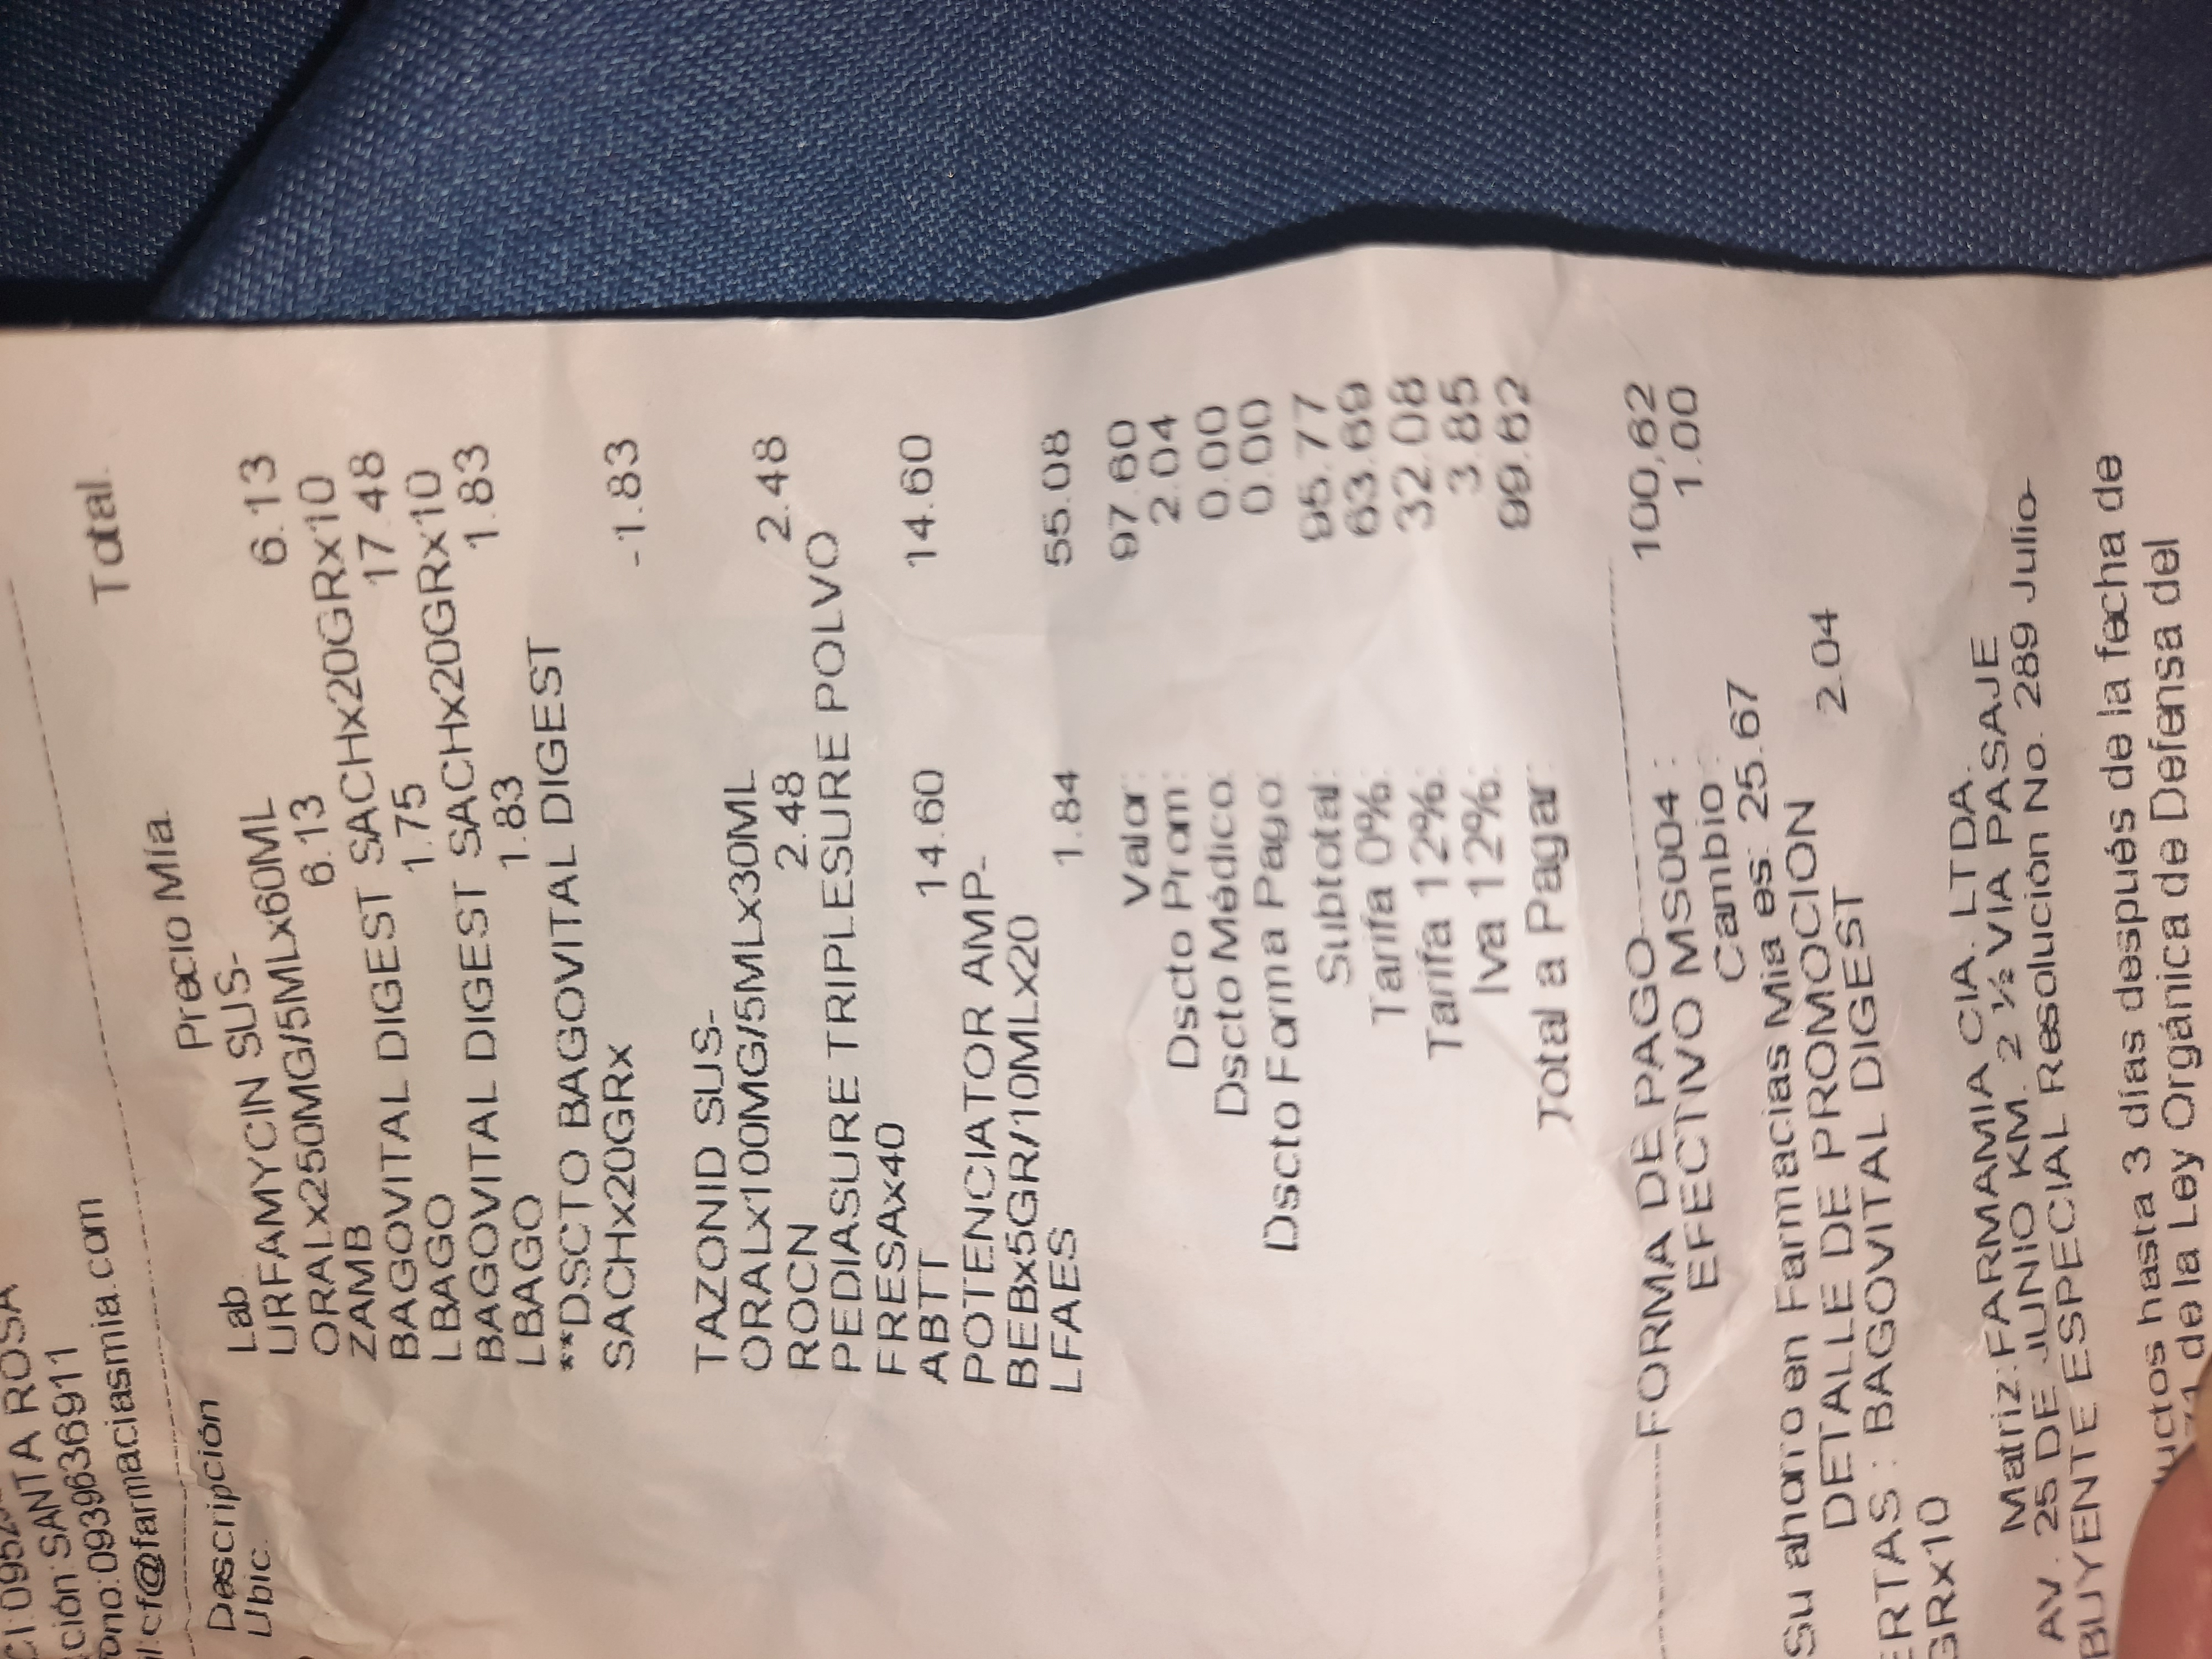 ción:SANTA ROSA
ono:0939636911
il:cf@farmaciasmia.com
Descripción
Ubic. Lab. Precio Mía. Total.
URFAMYCIN SUS-
ORALx250MG/5MLx60ML
ZAMB 6.13 6.13
BAGOVITAL DIGEST SACHx20GRx10
LBAGO 1.75 17.48
BAGOVITAL DIGEST SACHx20GRx10
LBAGO 1.83 1.83
**DSCTO BAGOVITAL DIGEST
SACHx20GRx -1.83
TAZONID SUS-
ORALx100MG/5MLx30ML
ROCN 2.48 2.48
PEDIASURE TRIPLESURE POLVO
FRESAx40
ABTT 14.60 14.60
POTENCIATOR AMP-
BEBx5GR/10MLx20
LFAES 1.84 55.08
Valor: 97.60
Dscto Prom: 2.04
Dscto Médico: 0.00
Dscto Forma Pago: 0.00
Subtotal: 95.77
Tarifa 0%: 63.69
Tarifa 12%: 32.08
Iva 12%: 3.85
Total a Pagar: 99.62
FORMA DE PAGO
EFECTIVO MS004 : 100,62
Cambio : 1.00
Su ahorro en Farmacias Mia es: 25.67
DETALLE DE PROMOCION
ERTAS : BAGOVITAL DIGEST 2.04
GRx10
Matriz:FARMAMIA CIA. LTDA.
AV. 25 DE JUNIO KM. 2 ½ VIA PASAJE
BUYENTE ESPECIAL Resolución No. 289 Julio-
uctos hasta 3 días después de la fecha de
71 de la Ley Orgánica de Defensa del